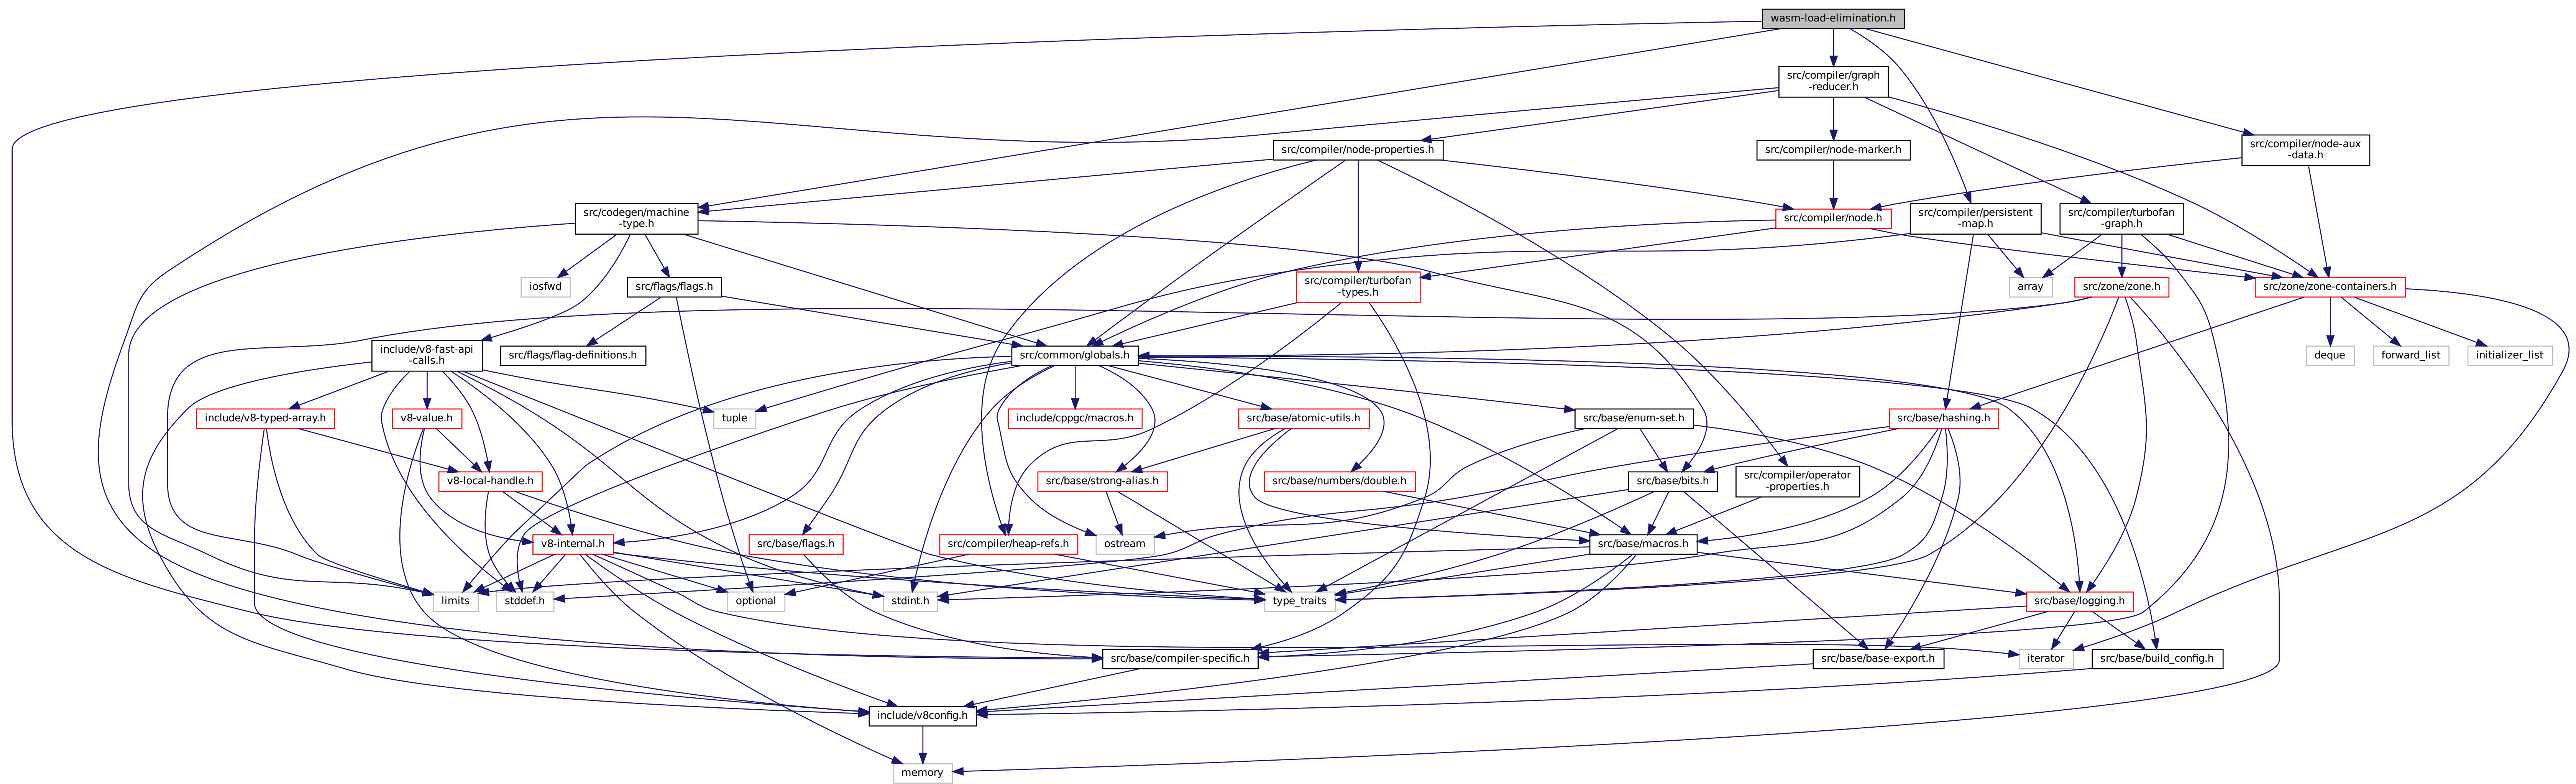 wasm-load-elimination.h
src/compiler/graph
-reducer.h
src/compiler/node-properties.h
src/compiler/node-marker.h
src/compiler/node-aux
-data.h
src/codegen/machine
-type.h
src/compiler/node.h
src/compiler/persistent
-map.h
src/compiler/turbofan
-graph.h
iosfwd
src/flags/flags.h
src/compiler/turbofan
-types.h
array
src/zone/zone.h
src/zone/zone-containers.h
include/v8-fast-api
-calls.h
src/flags/flag-definitions.h
src/common/globals.h
deque
forward_list
initializer_list
include/v8-typed-array.h
v8-value.h
tuple
include/cppgc/macros.h
src/base/atomic-utils.h
src/base/enum-set.h
src/base/hashing.h
v8-local-handle.h
src/base/strong-alias.h
src/base/numbers/double.h
src/base/bits.h
src/compiler/operator
-properties.h
v8-internal.h
src/base/flags.h
src/compiler/heap-refs.h
ostream
src/base/macros.h
limits
stddef.h
optional
stdint.h
type_traits
src/base/logging.h
src/base/compiler-specific.h
src/base/base-export.h
iterator
src/base/build_config.h
include/v8config.h
memory